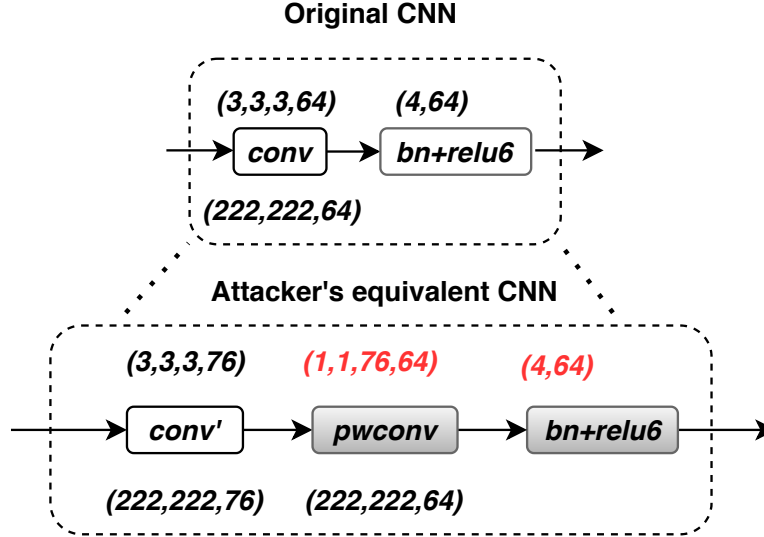 Original CNN
(3,3,3,64) (4,64)
conv bn+relu6
(222,222,64)
Attacker's equivalent CNN
(3,3,3,76) (1,1,76,64) (4,64)
conv' pwconv bn+relu6
(222,222,76) (222,222,64)